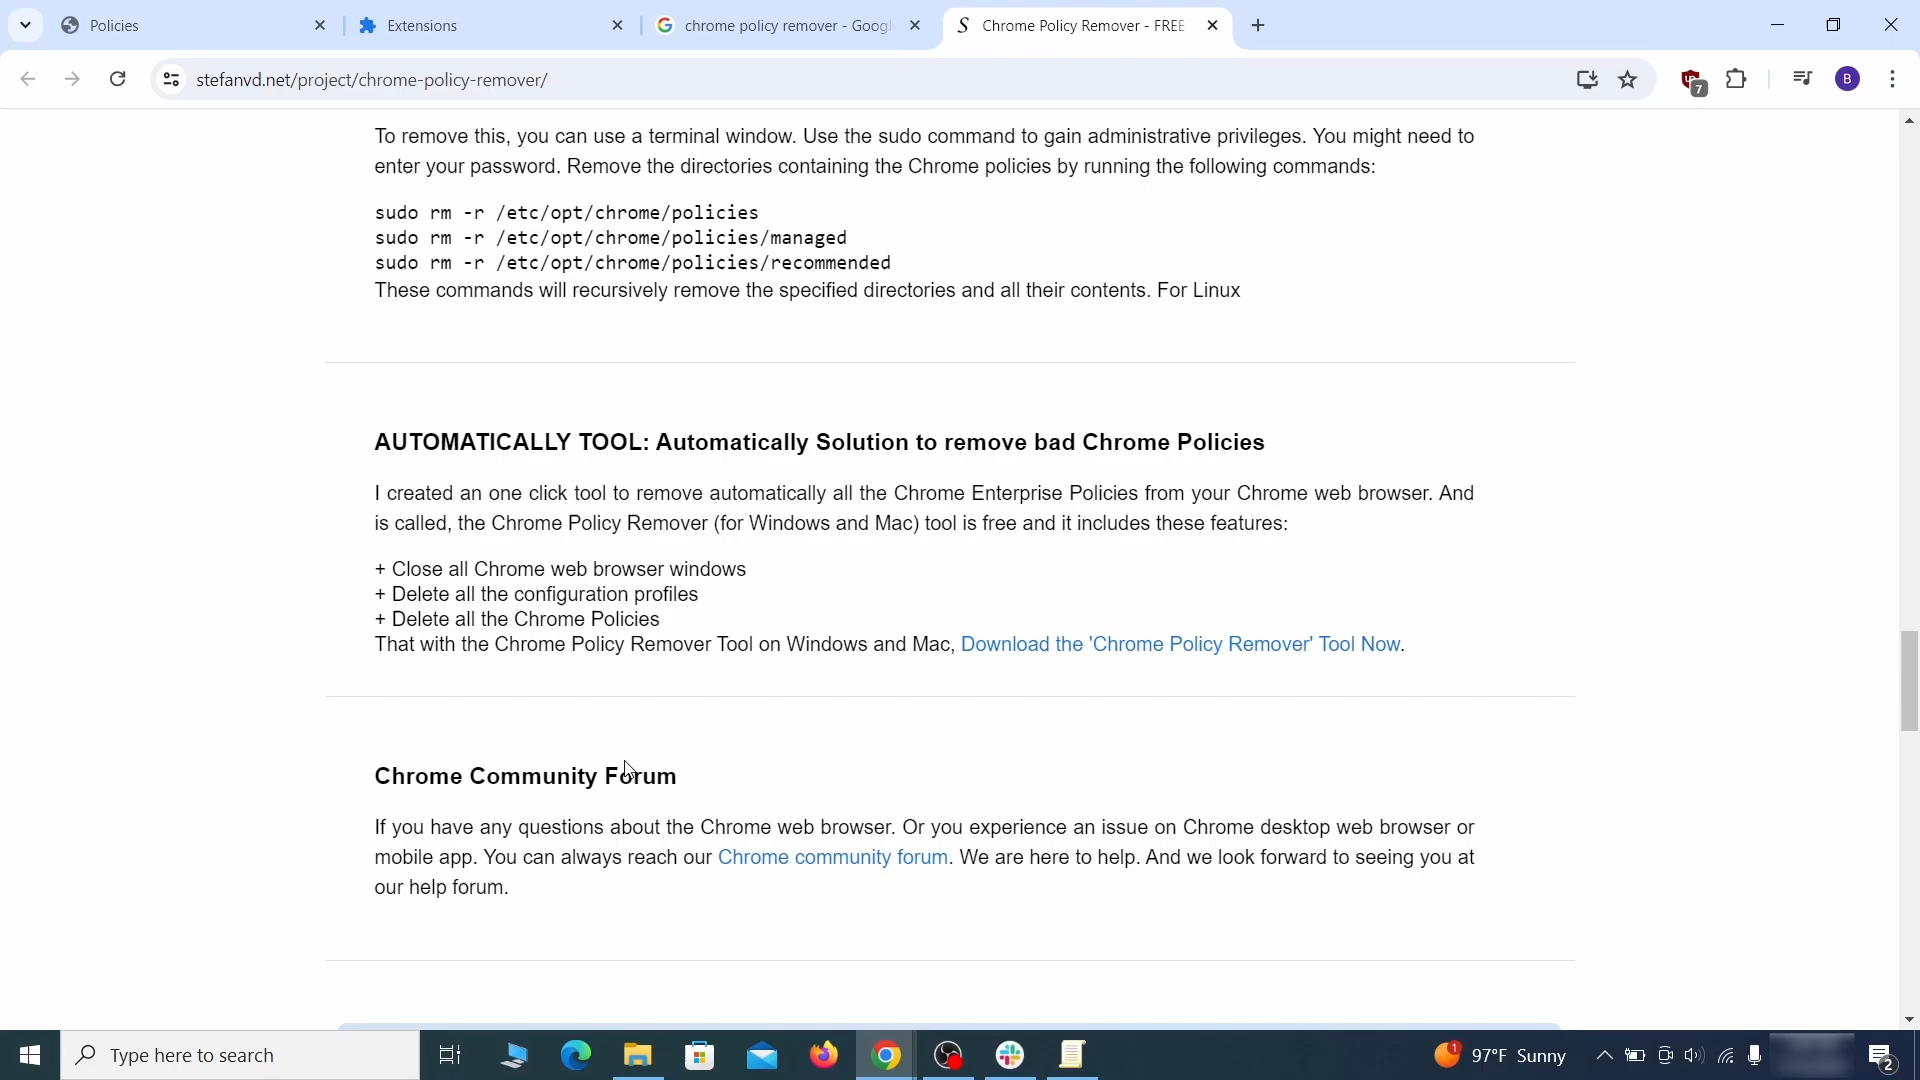 Policies
Extensions
chrome policy remover - Googl
Chrome Policy Remover - FREE
stefanvd.net/project/chrome-policy-remover/
7
B
To remove this, you can use a terminal window. Use the sudo command to gain administrative privileges. You might need to
enter your password. Remove the directories containing the Chrome policies by running the following commands:
sudo rm -r /etc/opt/chrome/policies
sudo rm -r /etc/opt/chrome/policies/managed
sudo rm -r /etc/opt/chrome/policies/recommended
These commands will recursively remove the specified directories and all their contents. For Linux
AUTOMATICALLY TOOL: Automatically Solution to remove bad Chrome Policies
I created an one click tool to remove automatically all the Chrome Enterprise Policies from your Chrome web browser. And
is called, the Chrome Policy Remover (for Windows and Mac) tool is free and it includes these features:
+ Close all Chrome web browser windows
+ Delete all the configuration profiles
+ Delete all the Chrome Policies
That with the Chrome Policy Remover Tool on Windows and Mac, Download the 'Chrome Policy Remover' Tool Now.
Chrome Community Forum
If you have any questions about the Chrome web browser. Or you experience an issue on Chrome desktop web browser or
mobile app. You can always reach our Chrome community forum. We are here to help. And we look forward to seeing you at
our help forum.
Type here to search
1
97°F Sunny
2